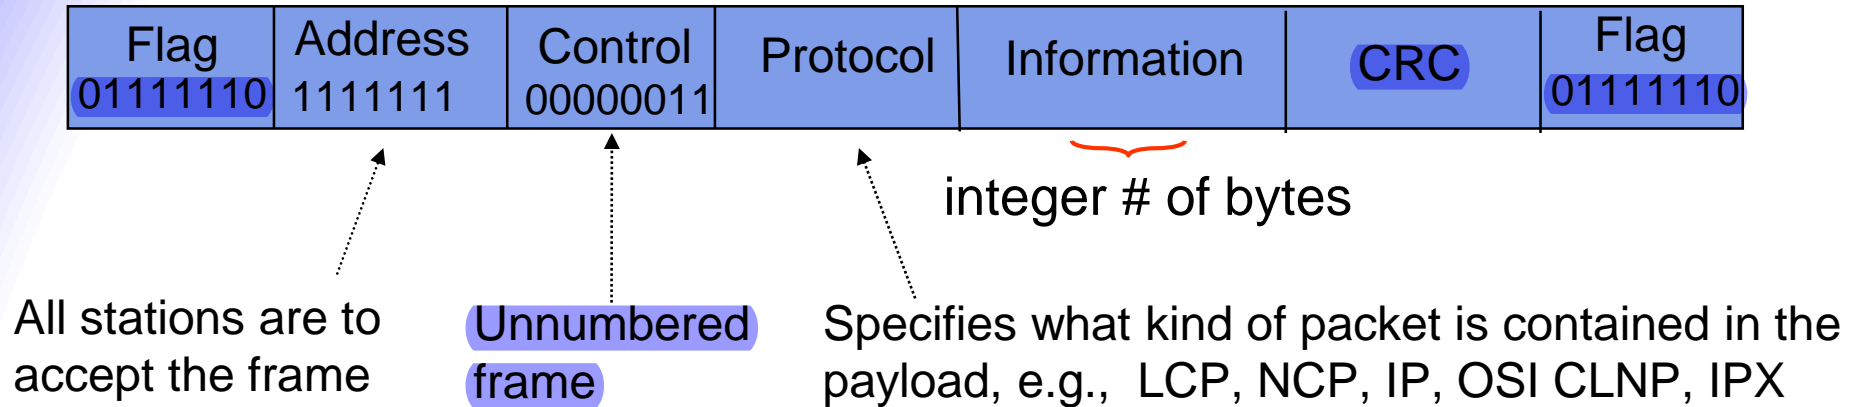 Flag Address Control Protocol Information CRC Flag
01111110 1111111 00000011 01111110
integer # of bytes
All stations are to
accept the frame
Unnumbered
frame
Specifies what kind of packet is contained in the
payload, e.g., LCP, NCP, IP, OSI CLNP, IPX